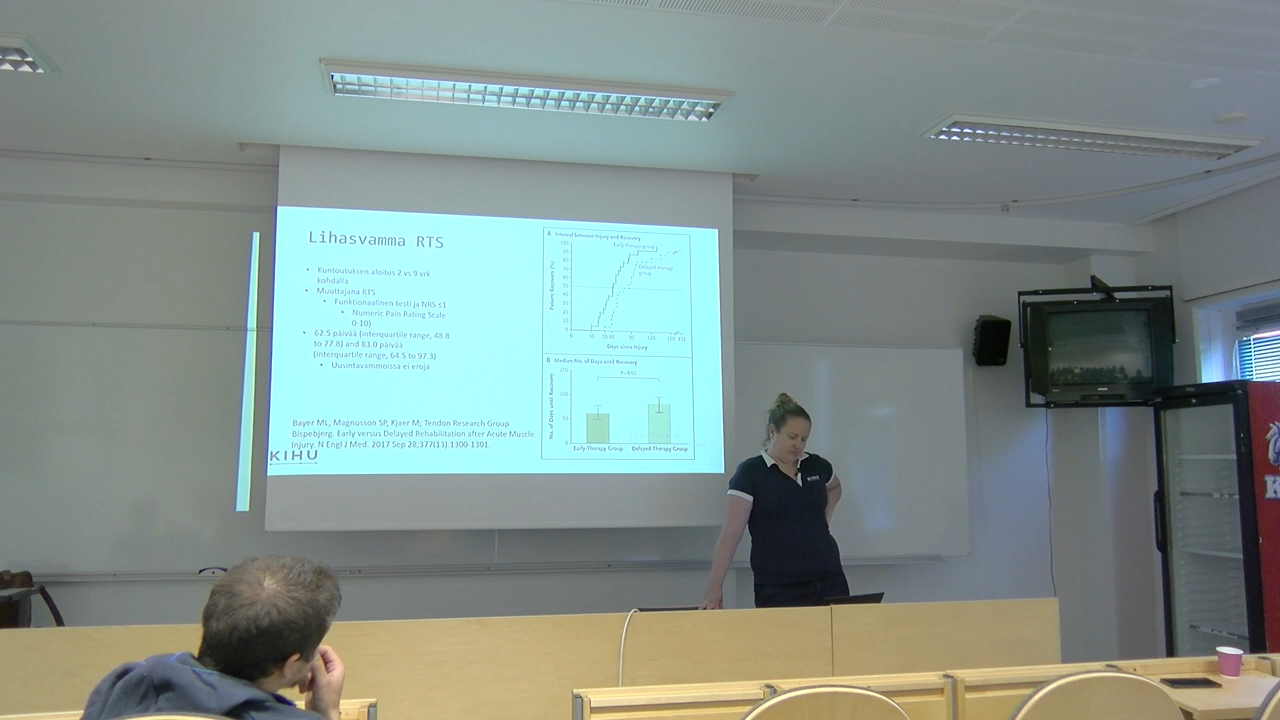 Lihasvamma RTS
• Kuntoutuksen aloitus 2 vs 9 vrk
kohdalla
• Muuttajana RTS
• Funktionaalinen testi ja NRS ≤1
• Numeric Pain Rating Scale
0-10)
• 62.5 päivää (interquartile range, 48.8
to 77.8) and 83.0 päivää
(interquartile range, 64.5 to 97.3)
• Uusintavammoissa ei eroja
Bayer ML, Magnusson SP, Kjaer M; Tendon Research Group
Bispebjerg. Early versus Delayed Rehabilitation after Acute Muscle
Injury. N Engl J Med. 2017 Sep 28;377(13):1300-1301.
KIHU
A Interval between Injury and Recovery
Early therapy group
Delayed therapy
group
Patient Recovery (%)
Days since Injury
B Median No. of Days until Recovery
P=0.01
No. of Days until Recovery
Early Therapy Group
Delayed Therapy Group